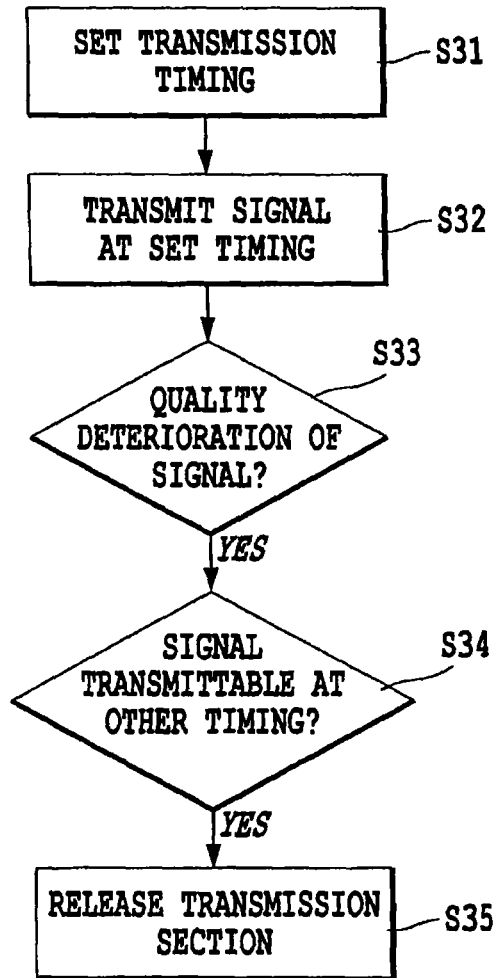 SET TRANSMISSION
TIMING
S31
TRANSMIT SIGNAL
AT SET TIMING
S32
S33
QUALITY
DETERIORATION OF
SIGNAL?
YES
S34
SIGNAL
TRANSMITTABLE AT
OTHER TIMING?
YES
RELEASE TRANSMISSION
SECTION
S35